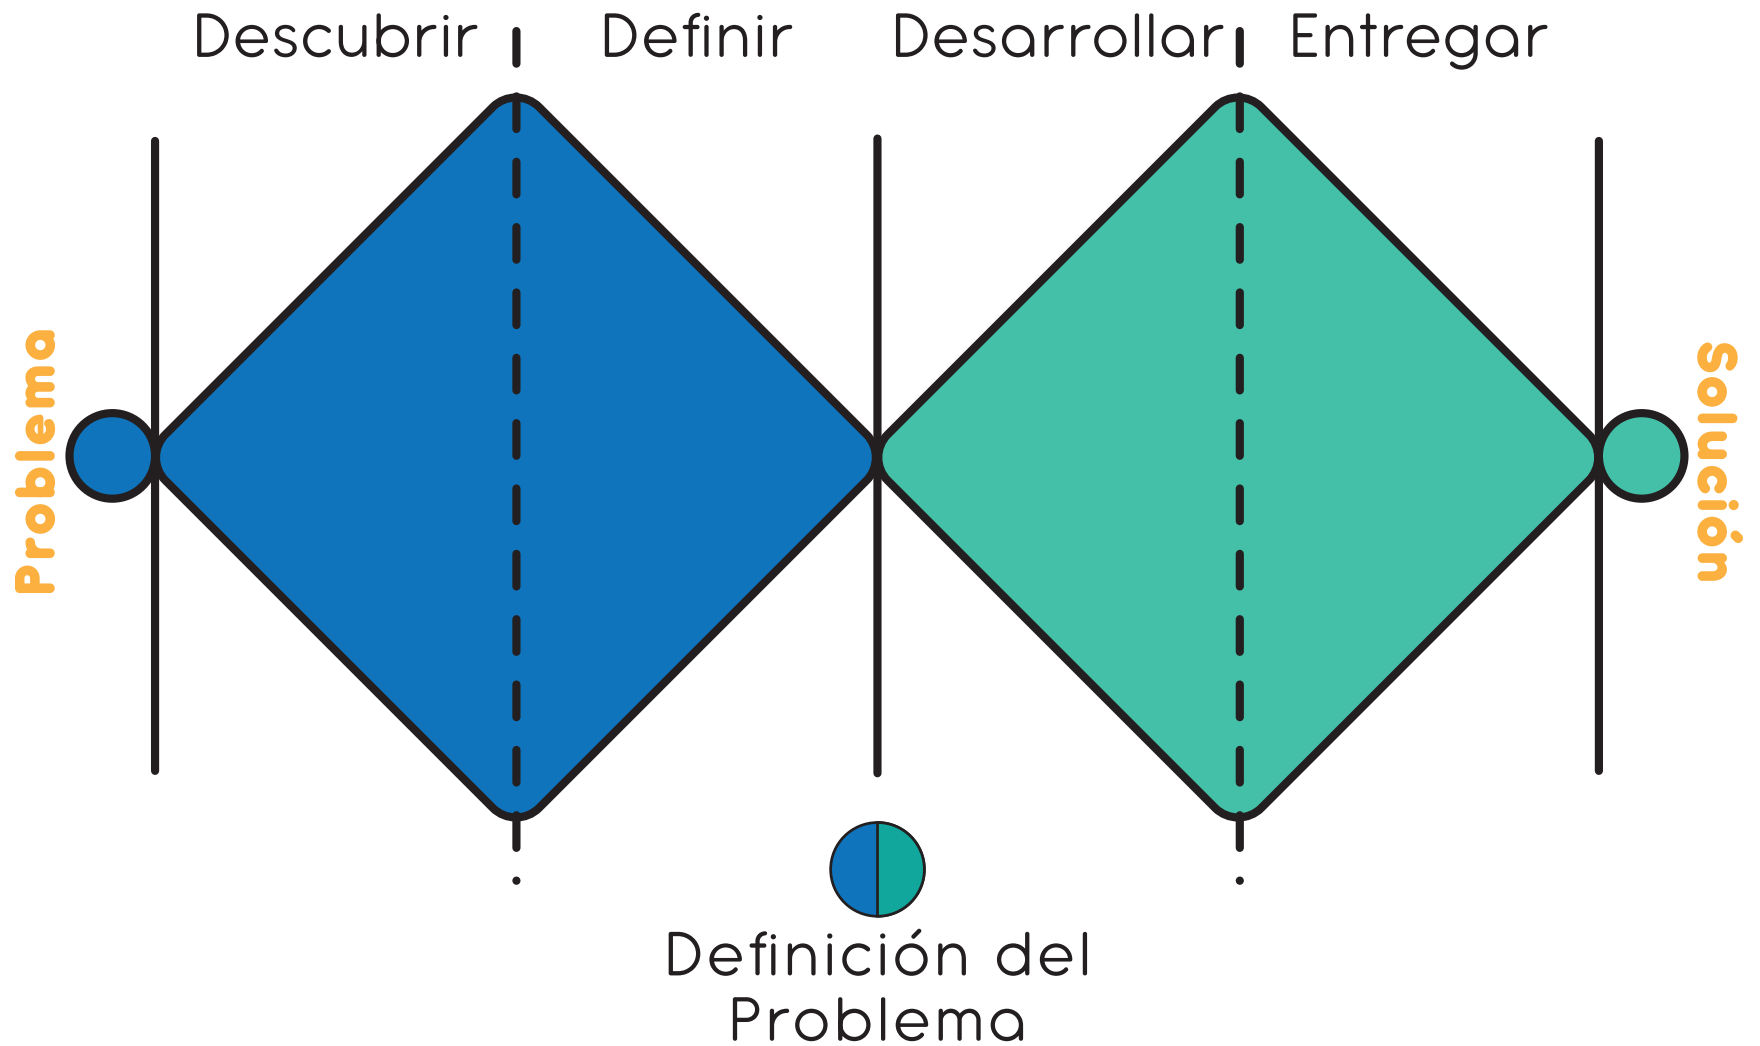 Descubrir
Definir
Desarrollar
Entregar
Problema
Solución
Definición del
Problema